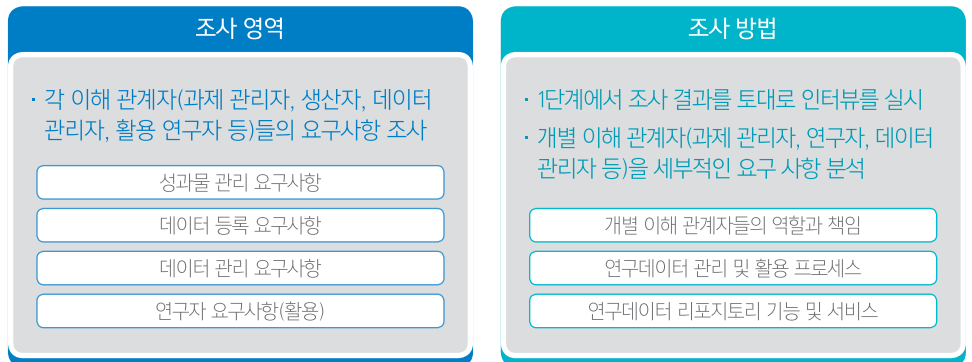 조사 영역
· 각 이해 관계자(과제 관리자, 생산자, 데이터
관리자, 활용 연구자 등)들의 요구사항 조사
성과물 관리 요구사항
데이터 등록 요구사항
데이터 관리 요구사항
연구자 요구사항(활용)
조사 방법
· 1단계에서 조사 결과를 토대로 인터뷰를 실시
· 개별 이해 관계자(과제 관리자, 연구자, 데이터
관리자 등)을 세부적인 요구 사항 분석
개별 이해 관계자들의 역할과 책임
연구데이터 관리 및 활용 프로세스
연구데이터 리포지토리 기능 및 서비스